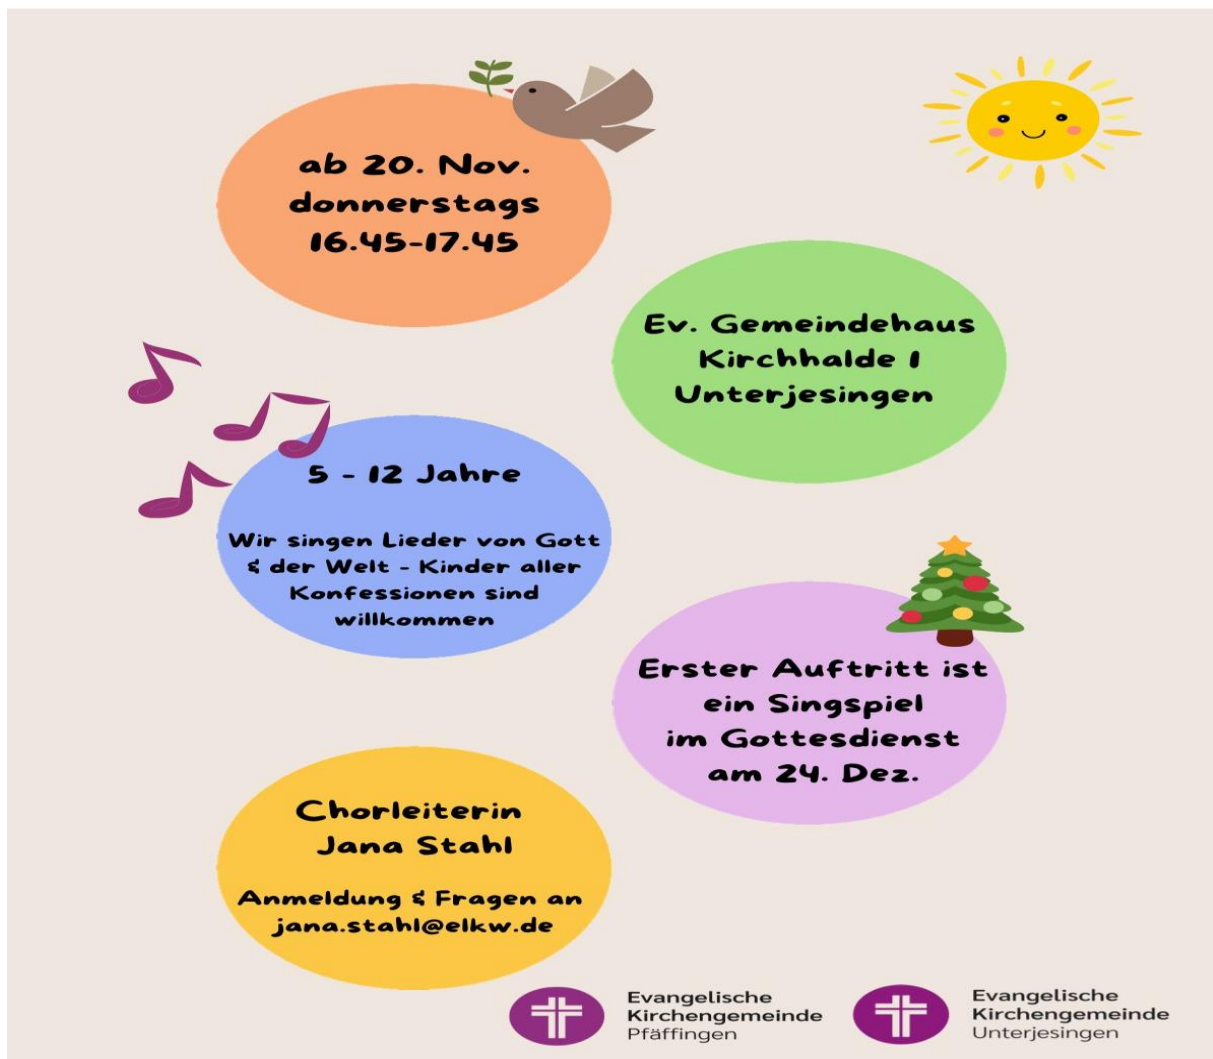 ab 20. Nov.
donnerstags
16.45-17.45
Ev. Gemeindehaus
Kirchhalde 1
Unterjesingen
5 - 12 Jahre
Wir singen Lieder von Gott
& der Welt - Kinder aller
Konfessionen sind
willkommen
Erster Auftritt ist
ein Singspiel
im Gottesdienst
am 24. Dez.
Chorleiterin
Jana Stahl
Anmeldung & Fragen an
jana.stahl@elkw.de
Evangelische
Kirchengemeinde
Pfäffingen
Evangelische
Kirchengemeinde
Unterjesingen